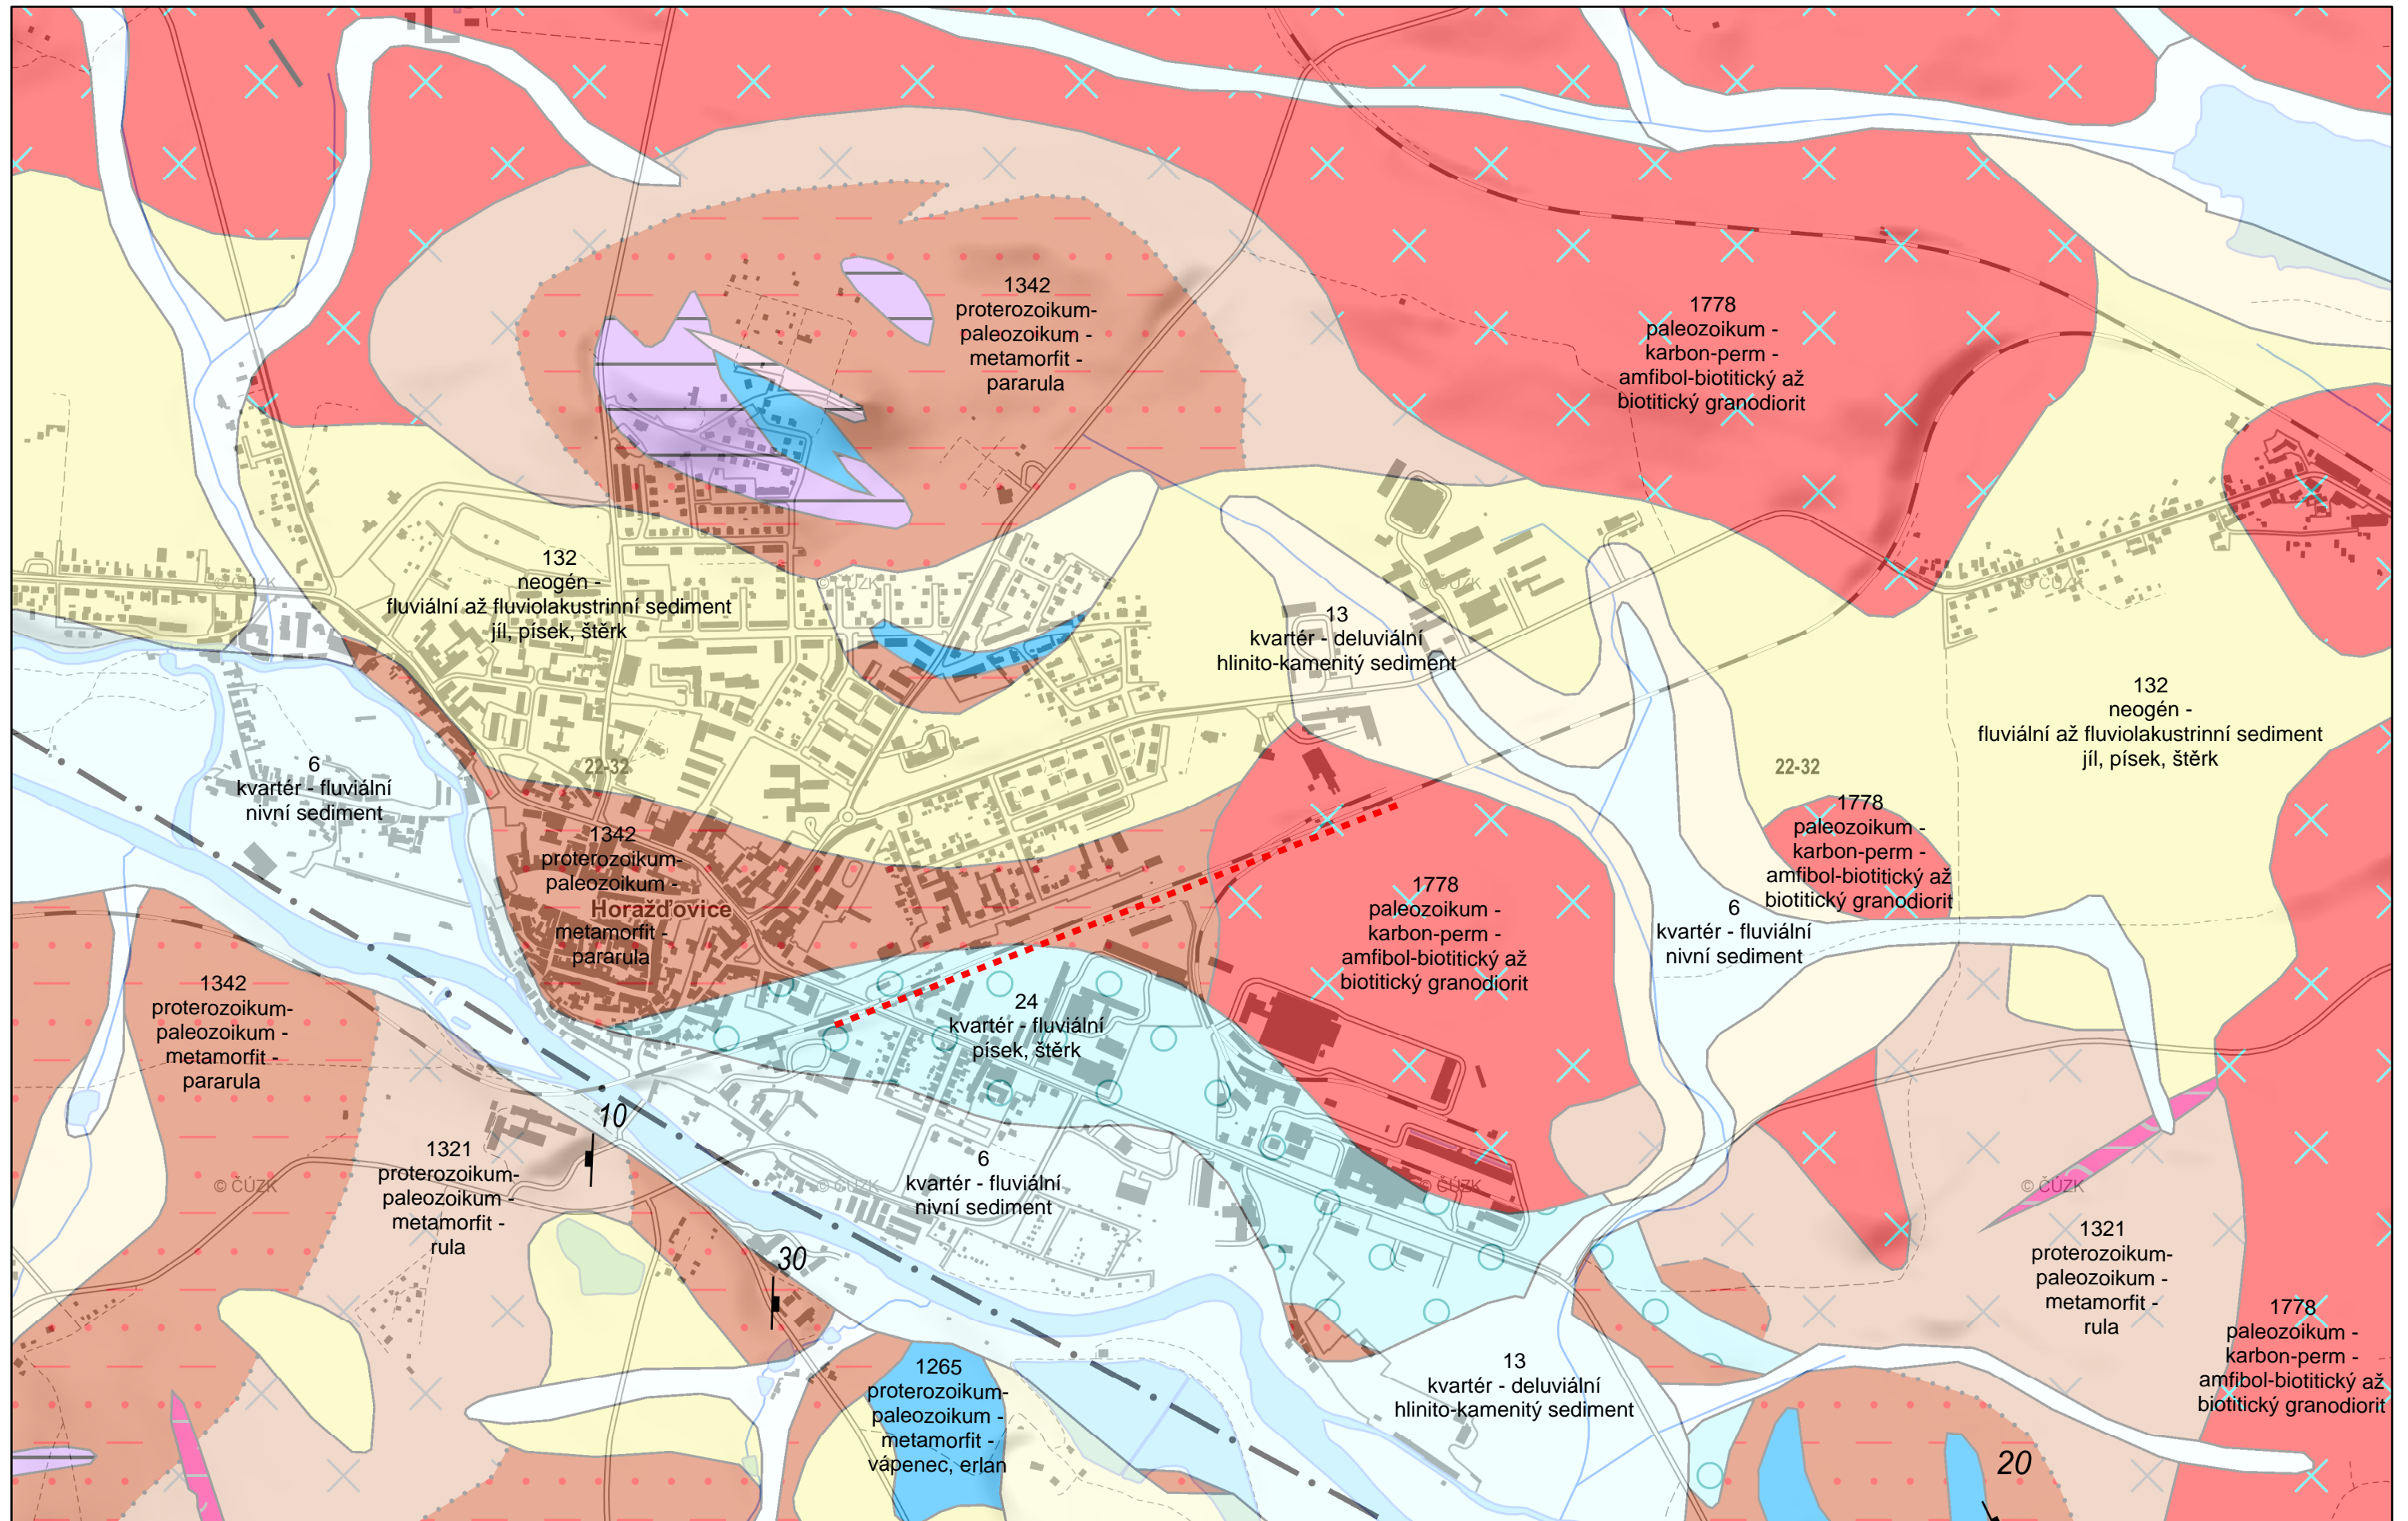 1342
proterozoikum-
paleozoikum -
metamorfit -
pararula
1778
paleozoikum -
karbon-perm -
amfibol-biotitický až
biotitický granodiorit
132
neogén -
fluviální až fluviolakustrinní sediment
jíl, písek, štěrk
© ČÚZK
© ČÚZK
© ČÚZK
© ČÚZK
13
kvartér - deluviální
hlinito-kamenitý sediment
132
neogén -
fluviální až fluviolakustrinní sediment
jíl, písek, štěrk
6
kvartér - fluviální
nivní sediment
22-32
22-32
1342
proterozoikum-
paleozoikum -
Horažďovice
metamorfit -
pararula
1778
paleozoikum -
karbon-perm -
amfibol-biotitický až
biotitický granodiorit
1778
paleozoikum -
karbon-perm -
amfibol-biotitický až
biotitický granodiorit
6
kvartér - fluviální
nivní sediment
1342
proterozoikum-
paleozoikum -
metamorfit -
pararula
24
kvartér - fluviální
písek, štěrk
10
1321
proterozoikum-
paleozoikum -
metamorfit -
rula
6
kvartér - fluviální
nivní sediment
© ČÚZK
© ČÚZK
© ČÚZK
© ČÚZK
30
1321
proterozoikum-
paleozoikum -
metamorfit -
rula
1778
paleozoikum -
karbon-perm -
amfibol-biotitický až
biotitický granodiorit
1265
proterozoikum-
paleozoikum -
metamorfit -
vápenec, erlan
13
kvartér - deluviální
hlinito-kamenitý sediment
20